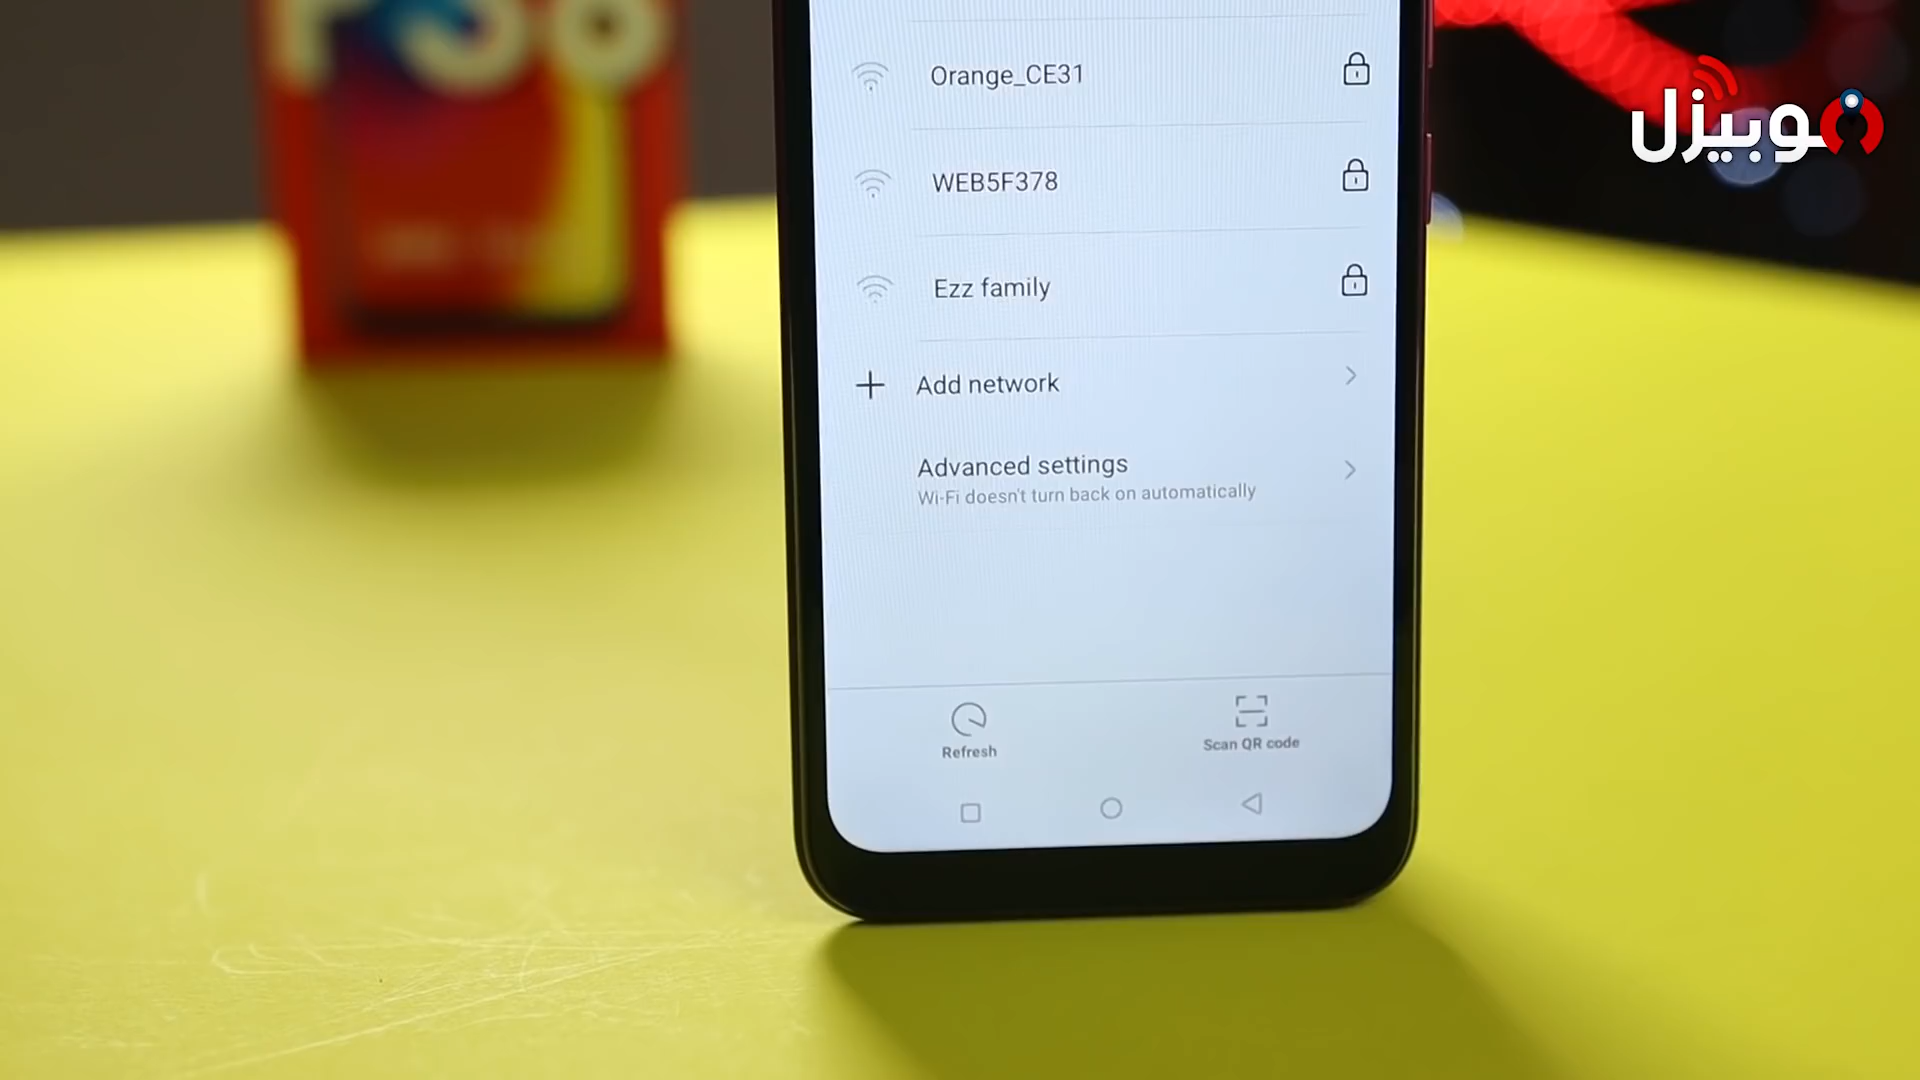 موبيزل
Orange_CE31
WEB5F378
Ezz family
Add network
Advanced settings
Wi-Fi doesn't turn back on automatically
Refresh
Scan QR code